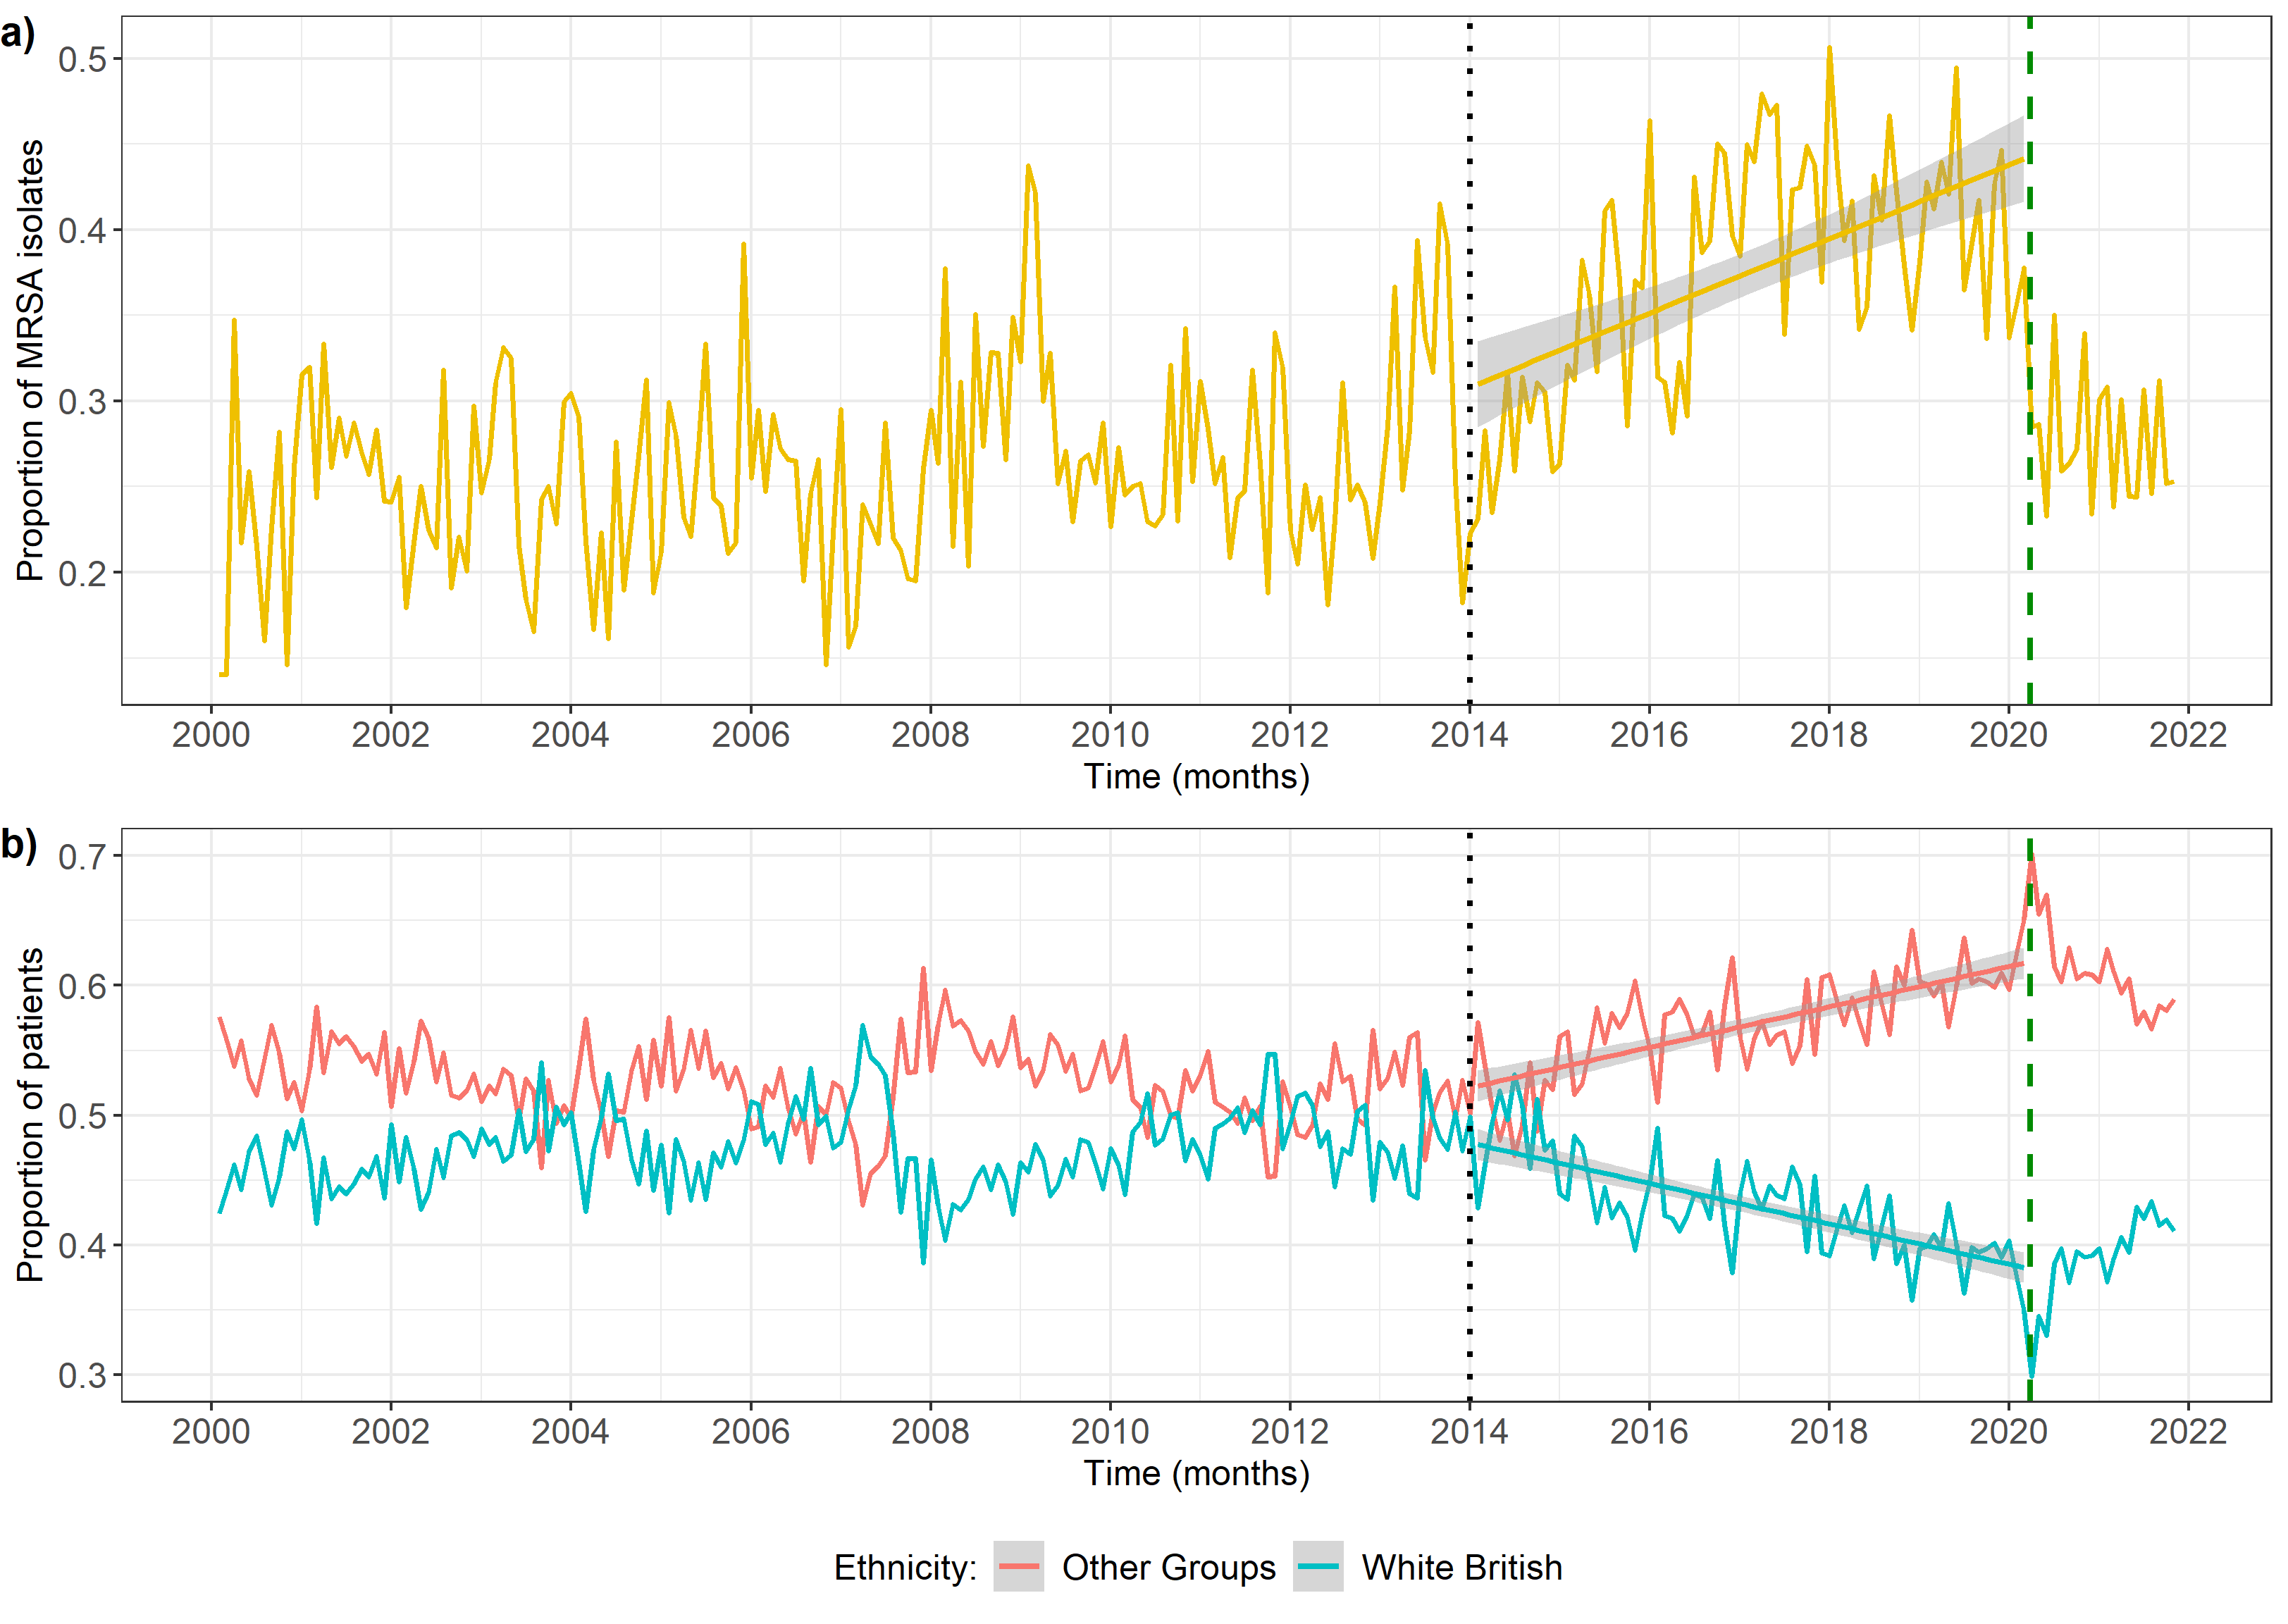 a)
Proportion of MRSA isolates
0.5
0.4
0.3
0.2
2000 2002 2004 2006 2008 2010 2012 2014 2016 2018 2020 2022
Time (months)
b)
Proportion of patients
0.7
0.6
0.5
0.4
0.3
2000 2002 2004 2006 2008 2010 2012 2014 2016 2018 2020 2022
Time (months)
Ethnicity: Other Groups White British